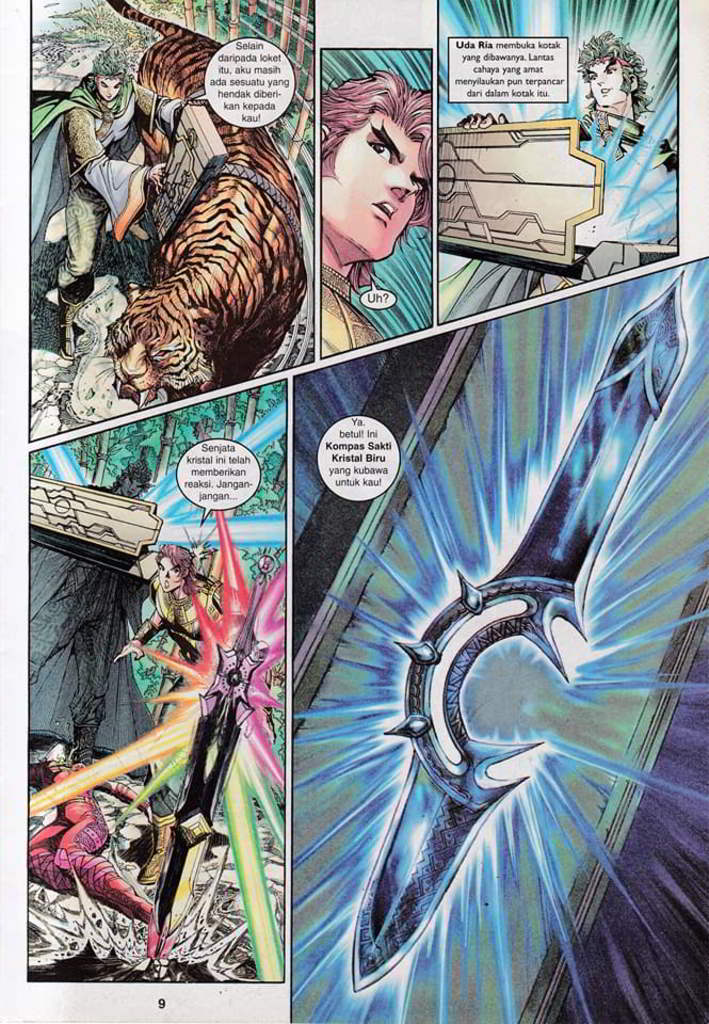 Selain
daripada loket
itu, aku masih
ada sesuatu yang
hendak diberi-
kan kepada
kau!
Uh?
Uda Ria membuka kotak
yang dibawanya. Lantas
cahaya yang amat
menyilaukan pun terpancar
dari dalam kotak itu.
Senjata
kristal ini telah
memberikan
reaksi. Jangan-
jangan...
Ya.
betul! Ini
Kompas Sakti
Kristal Biru
yang kubawa
untuk kau!
9